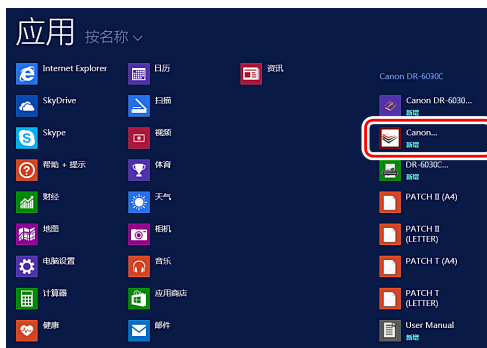 应用 按名称
Internet Explorer
SkyDrive
Skype
帮助 + 提示
财经
地图
电脑设置
计算器
健康
日历
扫描
视频
体育
天气
相机
音乐
应用商店
邮件
资讯
Canon DR-6030C
Canon DR-6030...
新增
Canon...
新增
DR-6030C...
新增
PATCH II (A4)
PATCH II
(LETTER)
PATCH T (A4)
PATCH T
(LETTER)
User Manual
新增